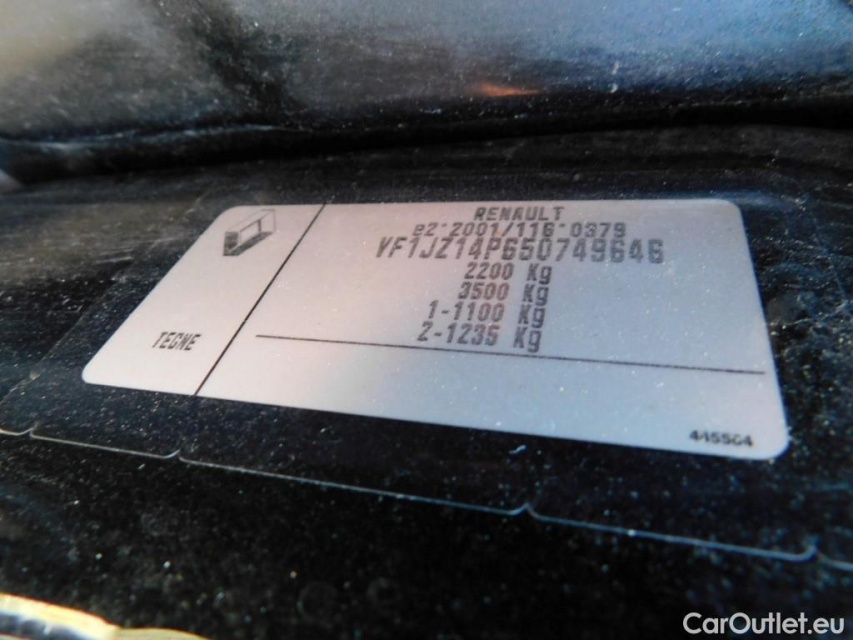 RENAULT
e2*2001/116*0379
VF1JZ14P650749646
2200 Kg
3500 Kg
1-1100 Kg
2-1235 Kg
TEGNE
445504
CarOutlet.eu